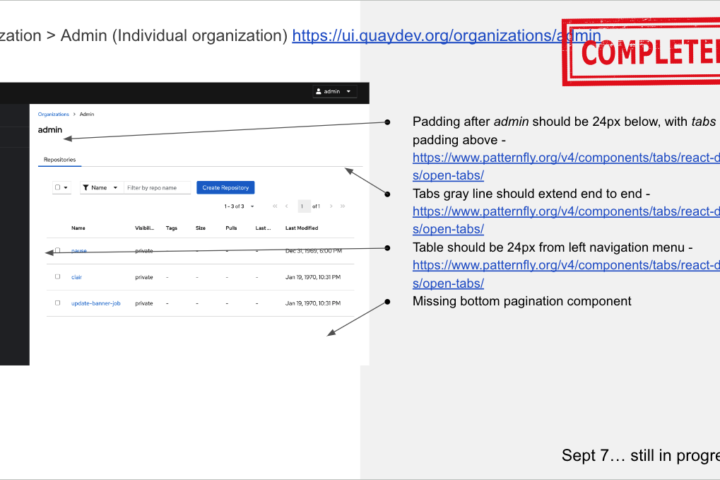 zation > Admin (Individual organization) https://ui.quaydev.org/organizations/admin
COMPLETED
admin
Organizations > Admin
admin
Repositories
Name
Filter by repo name
Create Repository
1 - 3 of 3
1 of 1
Name Visibili... Tags Size Pulls Last ... Last Modified
private - - - - Dec 31, 1969, 6:00 PM
clair private - - - - Jan 19, 1970, 10:31 PM
update-banner-job private - - - - Jan 19, 1970, 10:31 PM
Padding after admin should be 24px below, with tabs
padding above -
https://www.patternfly.org/v4/components/tabs/react-d
s/open-tabs/
Tabs gray line should extend end to end -
https://www.patternfly.org/v4/components/tabs/react-d
s/open-tabs/
Table should be 24px from left navigation menu -
https://www.patternfly.org/v4/components/tabs/react-d
s/open-tabs/
Missing bottom pagination component
Sept 7… still in progre